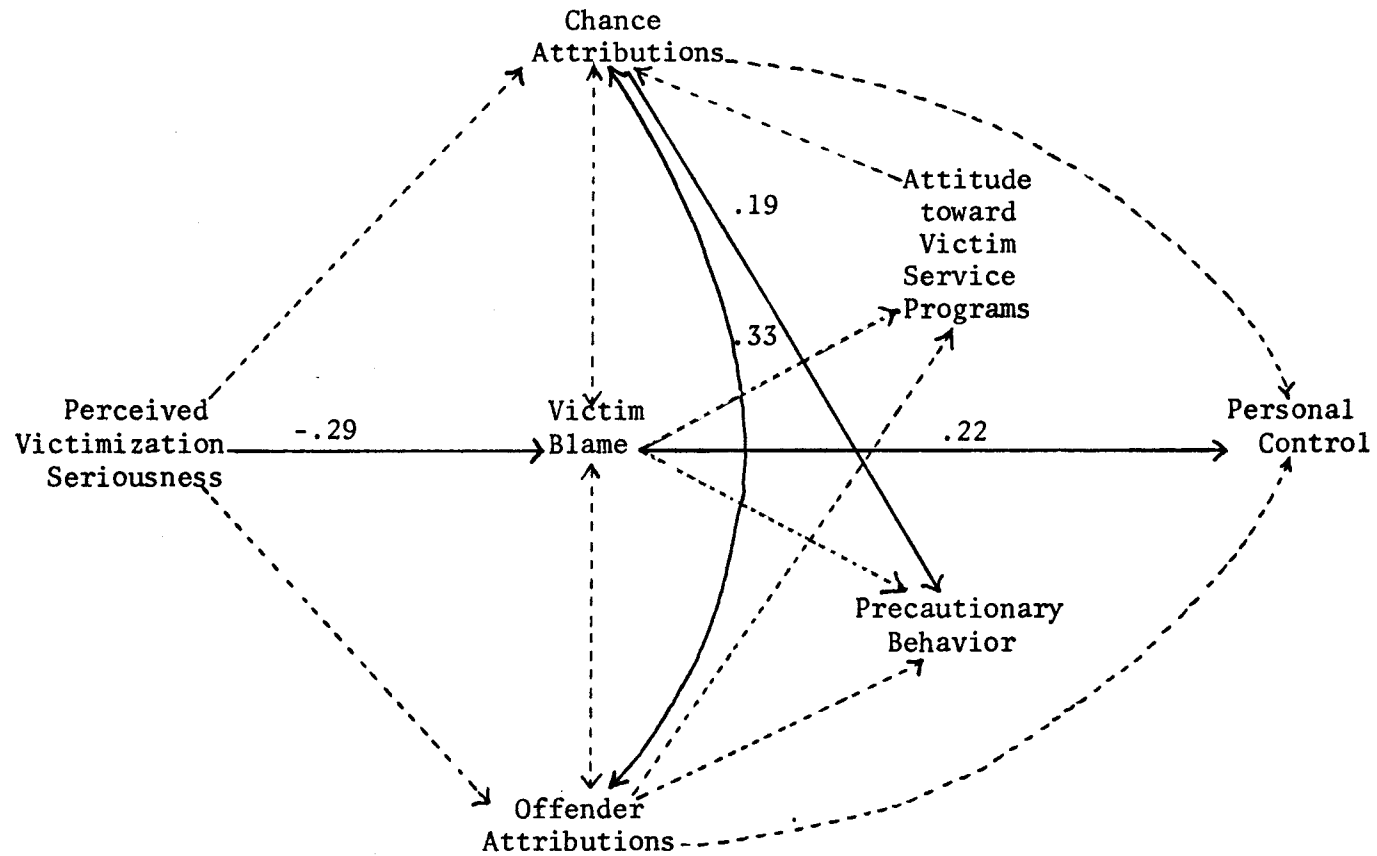 Chance
Attributions
Attitude
toward
Victim
Service
Programs
.19
.33
Perceived
Victimization
Seriousness
-.29
Victim
Blame
.22
Personal
Control
Precautionary
Behavior
Offender
Attributions